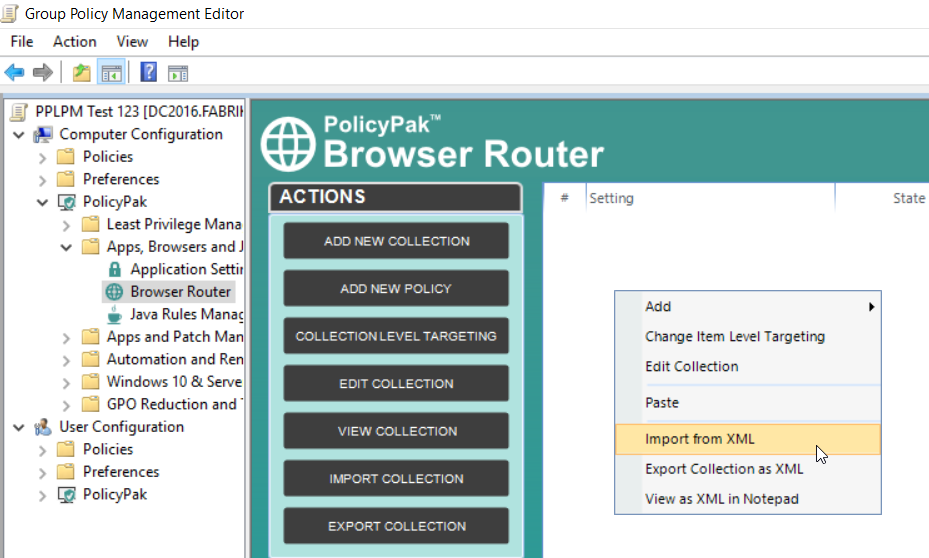 Group Policy Management Editor
File Action View Help
PPLPM Test 123 [DC2016.FABRI
Computer Configuration
Policies
Preferences
PolicyPak
Least Privilege Mana
Apps, Browsers and J
Application Settin
Browser Router
Java Rules Manag
Apps and Patch Man
Automation and Ren
Windows 10 & Serve
GPO Reduction and T
User Configuration
Policies
Preferences
PolicyPak
PolicyPak™
Browser Router
ACTIONS
ADD NEW COLLECTION
ADD NEW POLICY
COLLECTION LEVEL TARGETING
EDIT COLLECTION
VIEW COLLECTION
IMPORT COLLECTION
EXPORT COLLECTION
# Setting State
Add
Change Item Level Targeting
Edit Collection
Paste
Import from XML
Export Collection as XML
View as XML in Notepad